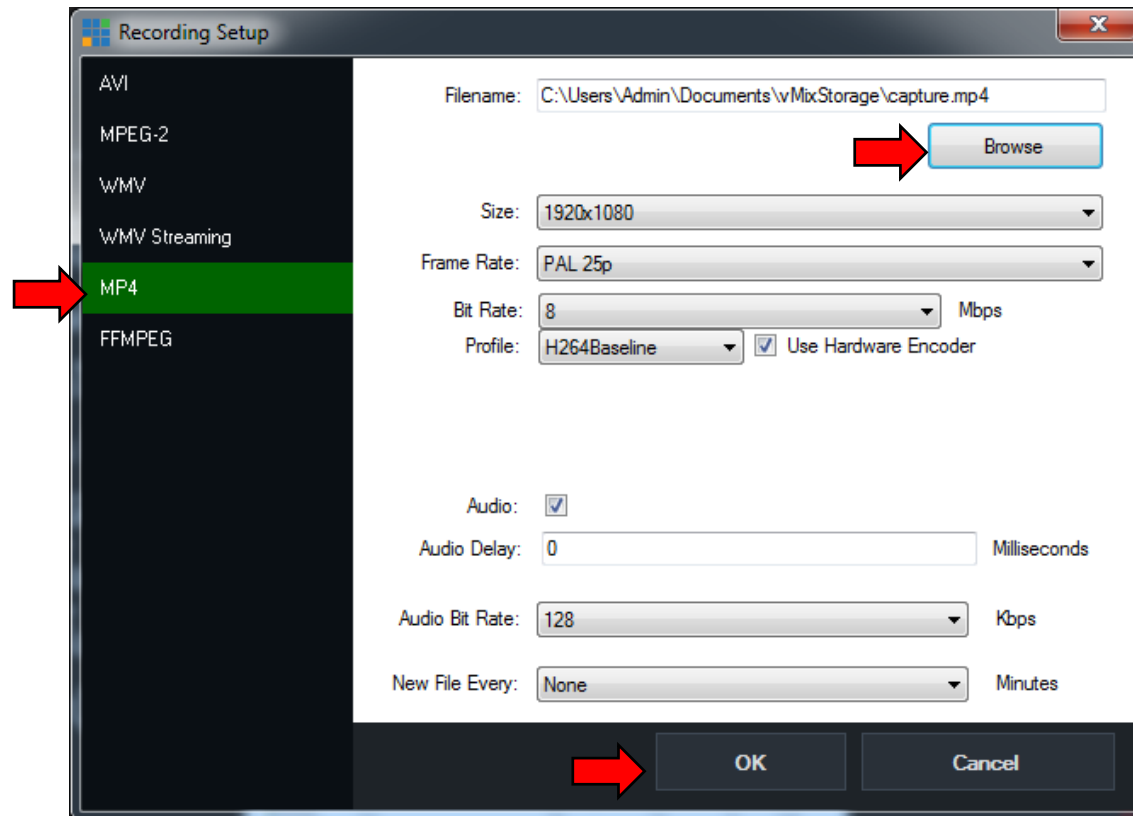 Recording Setup
AVI
MPEG-2
WMV
WMV Streaming
MP4
FFMPEG
Filename: C:\Users\Admin\Documents\vMixStorage\capture.mp4
Browse
Size: 1920x1080
Frame Rate: PAL 25p
Bit Rate: 8 Mbps
Profile: H264Baseline Use Hardware Encoder
Audio:
Audio Delay: 0 Milliseconds
Audio Bit Rate: 128 Kbps
New File Every: None Minutes
OK Cancel